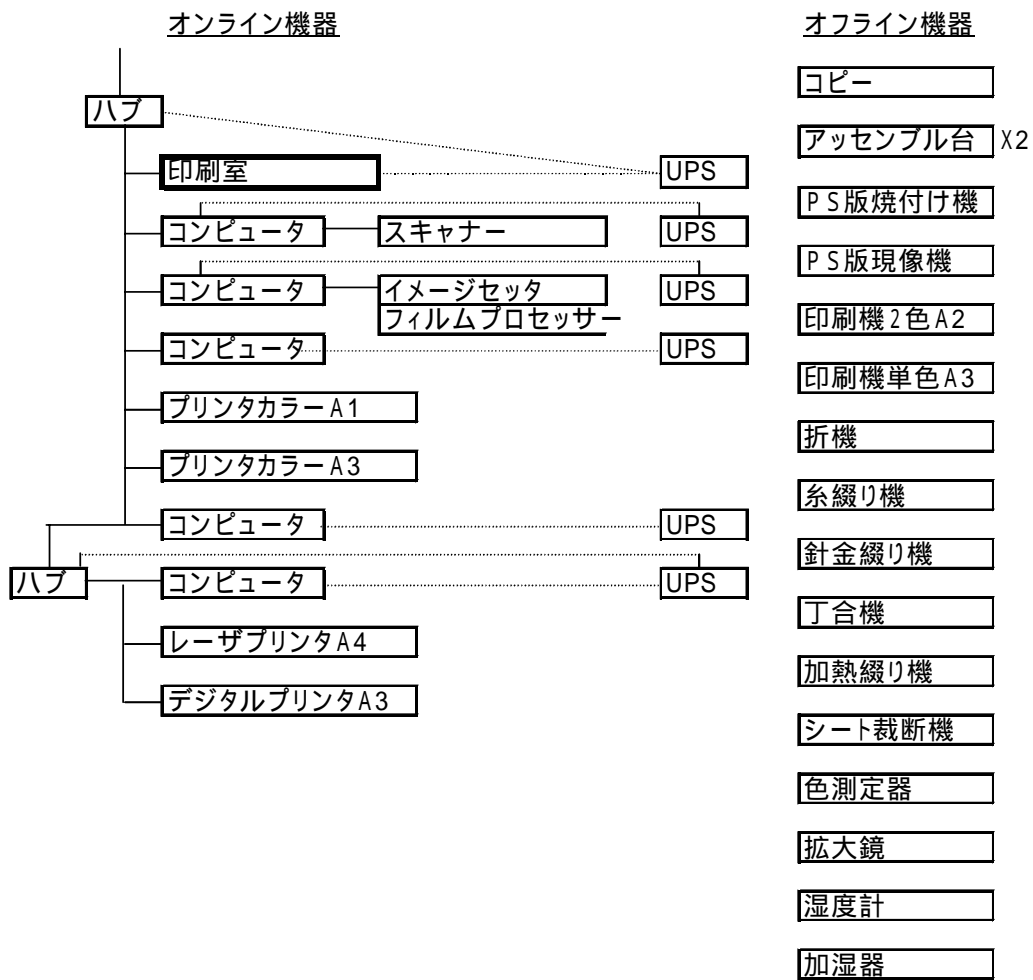 オンライン機器
ハブ
印刷室
UPS
コンピュータ
スキャナー
UPS
コンピュータ
イメージセッタ
UPS
フィルムプロセッサー
コンピュータ
UPS
プリンタカラーA1
プリンタカラーA3
コンピュータ
UPS
ハブ
コンピュータ
UPS
レーザプリンタA4
デジタルプリンタA3
オフライン機器
コピー
アッセンブル台 X2
PS版焼付け機
PS版現像機
印刷機2色A2
印刷機単色A3
折機
糸綴り機
針金綴り機
丁合機
加熱綴り機
シート裁断機
色測定器
拡大鏡
湿度計
加湿器